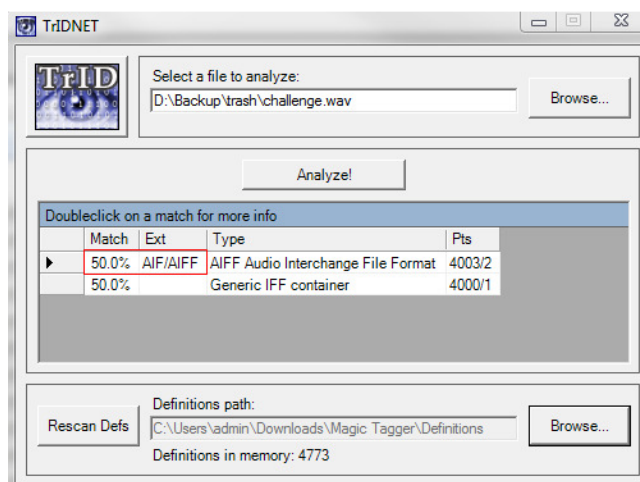 TrIDNET
TrID
Select a file to analyze:
D:\Backup\trash\challenge.wav
Browse...
Analyze!
Doubleclick on a match for more info
Match Ext Type Pts
50.0% AIF/AIFF AIFF Audio Interchange File Format 4003/2
50.0% Generic IFF container 4000/1
Rescan Defs
Definitions path:
C:\Users\admin\Downloads\Magic Tagger\Definitions
Browse...
Definitions in memory: 4773